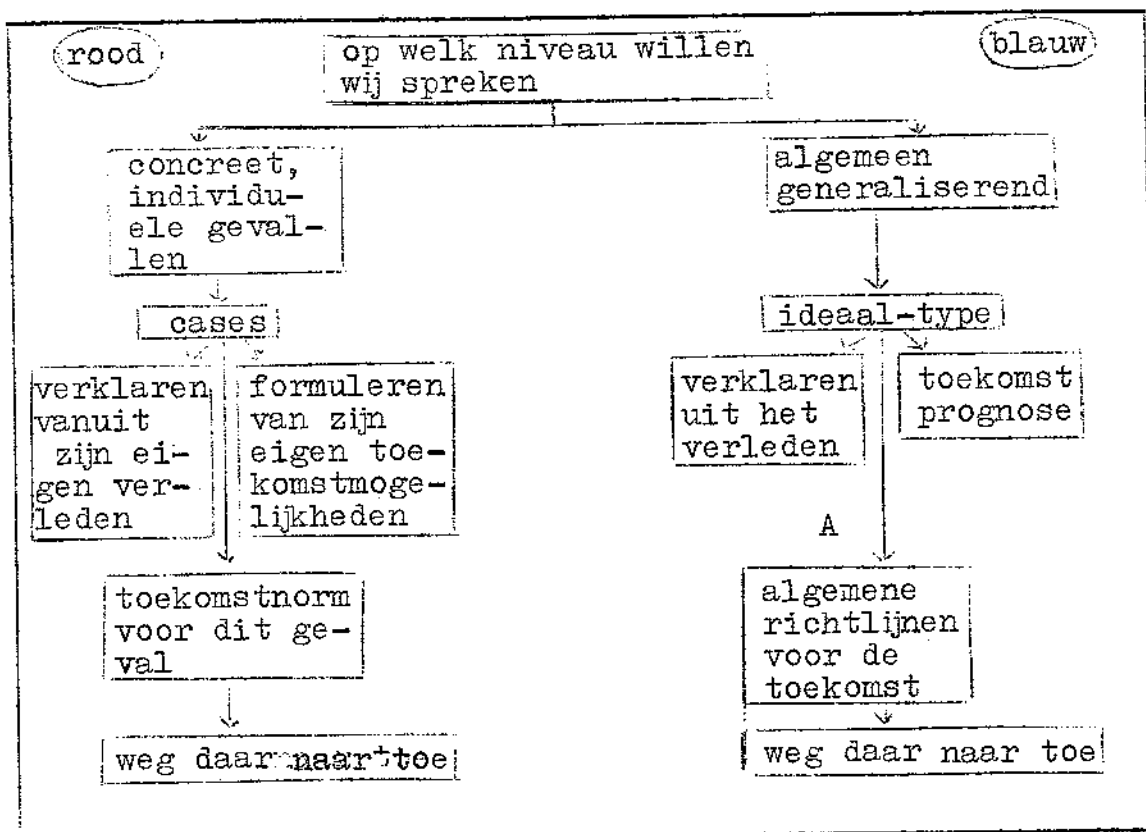 rood
op welk niveau willen
wij spreken
blauw
concreet,
individu-
ele geval-
len
algemeen
generaliserend
cases
ideaal-type
verklaren
vanuit
zijn ei-
gen ver-
leden
formuleren
van zijn
eigen toe-
komstmoge-
lijkheden
verklaren
uit het
verleden
toekomst
prognose
A
toekomstnorm
voor dit ge-
val
algemene
richtlijnen
voor de
toekomst
weg daar naar toe
weg daar naar toe